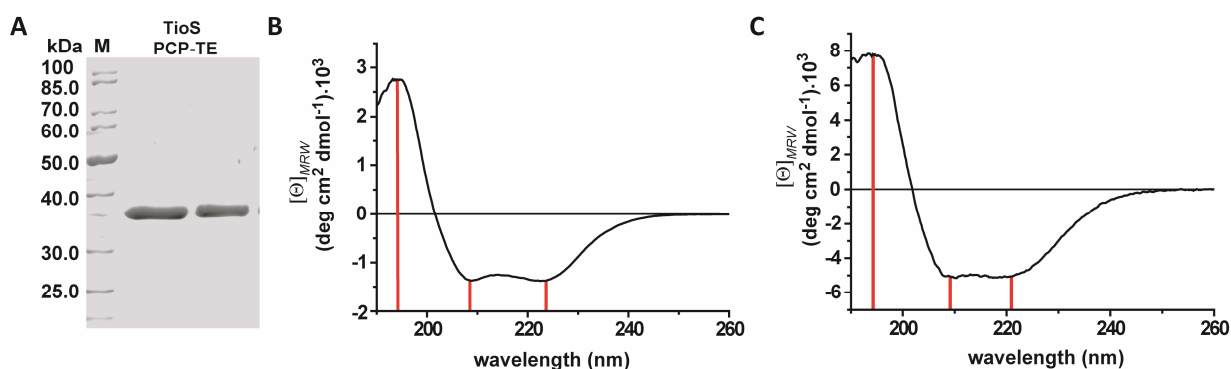 A
TioS
kDa M PCP-TE
100
85.0
70.0
60.0
50.0
40.0
30.0
25.0
B
[Θ]MRW
(deg cm² dmol⁻¹)·10³
3
2
1
0
-1
-2
200 220 240 260
wavelength (nm)
C
[Θ]MRW
(deg cm² dmol⁻¹)·10³
8
6
4
2
0
-2
-4
-6
200 220 240 260
wavelength (nm)